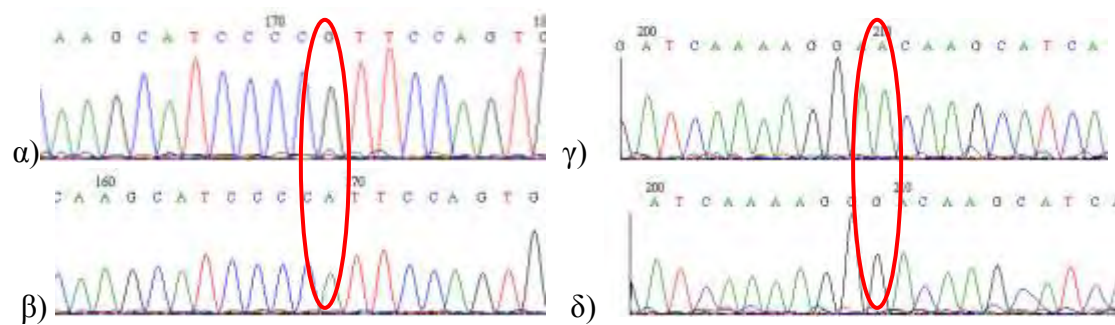 170
A A G C A T C C C C G T T C C A G T G
α)
160 170
C A A G C A T C C C C A T T C C A G T G
β)
200 210
G A T C A A A A G G A A C A A G C A T C A
γ)
200 210
A T C A A A A G G G A C A A G C A T C A
δ)